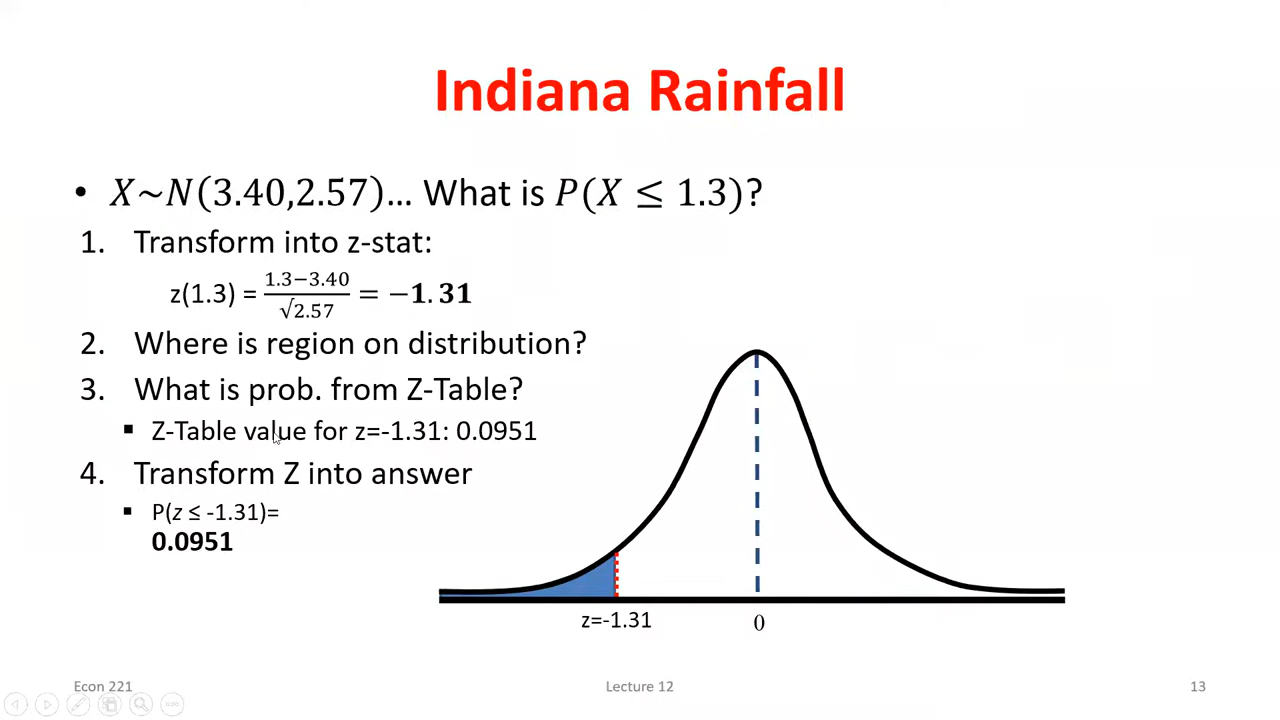 Indiana Rainfall
• X~N(3.40,2.57)... What is P(X ≤ 1.3)?
1. Transform into z-stat:
z(1.3) = (1.3−3.40)/√2.57 = −1.31
2. Where is region on distribution?
3. What is prob. from Z-Table?
▪ Z-Table value for z=-1.31: 0.0951
4. Transform Z into answer
▪ P(z ≤ -1.31)=
0.0951
z=-1.31
0
Econ 221
Lecture 12
13